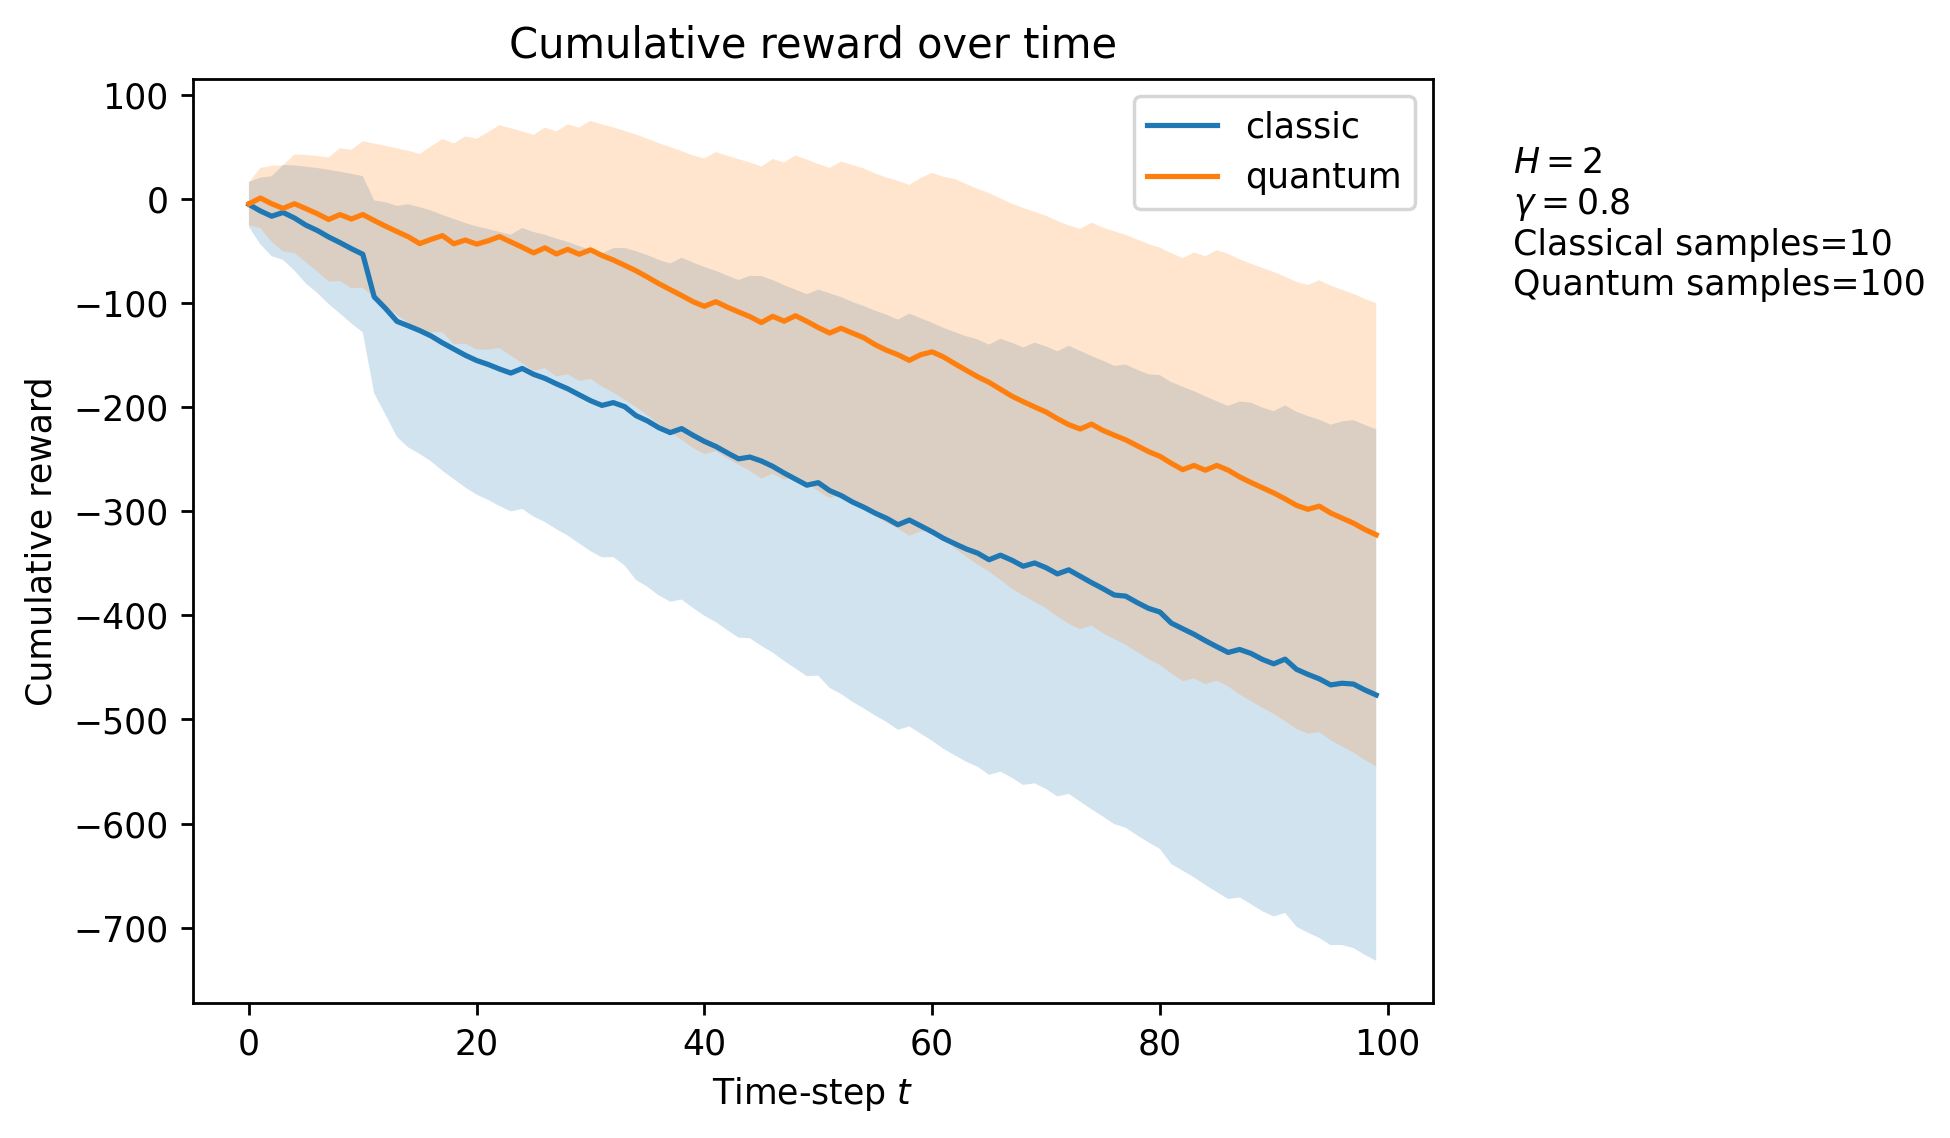 Cumulative reward over time
Cumulative reward
100
0
−100
−200
−300
−400
−500
−600
−700
classic
quantum
H = 2
γ = 0.8
Classical samples=10
Quantum samples=100
0 20 40 60 80 100
Time-step t